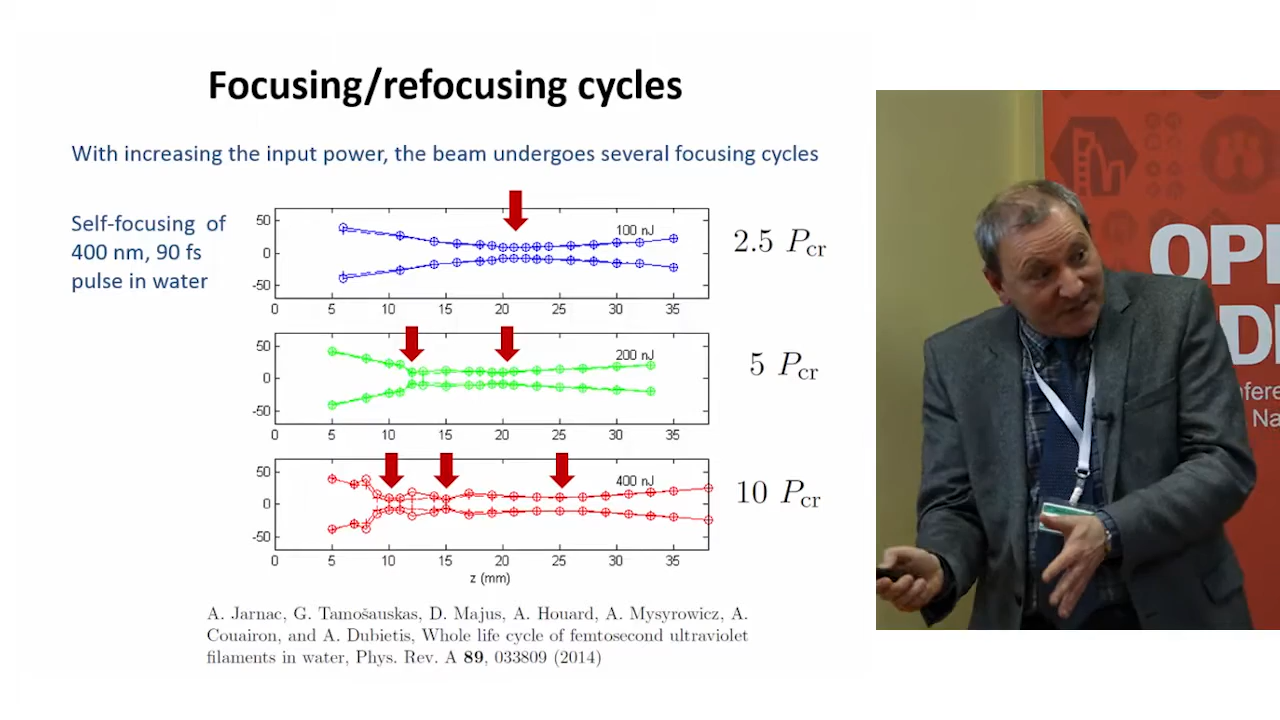 Focusing/refocusing cycles
With increasing the input power, the beam undergoes several focusing cycles
Self-focusing of
400 nm, 90 fs
pulse in water
50
0
-50
100 nJ
0 5 10 15 20 25 30 35
2.5 Pcr
50
0
-50
200 nJ
0 5 10 15 20 25 30 35
5 Pcr
50
0
-50
400 nJ
0 5 10 15 20 25 30 35
z (mm)
10 Pcr
A. Jarnac, G. Tamošauskas, D. Majus, A. Houard, A. Mysyrowicz, A.
Couairon, and A. Dubietis, Whole life cycle of femtosecond ultraviolet
filaments in water, Phys. Rev. A 89, 033809 (2014)
OP